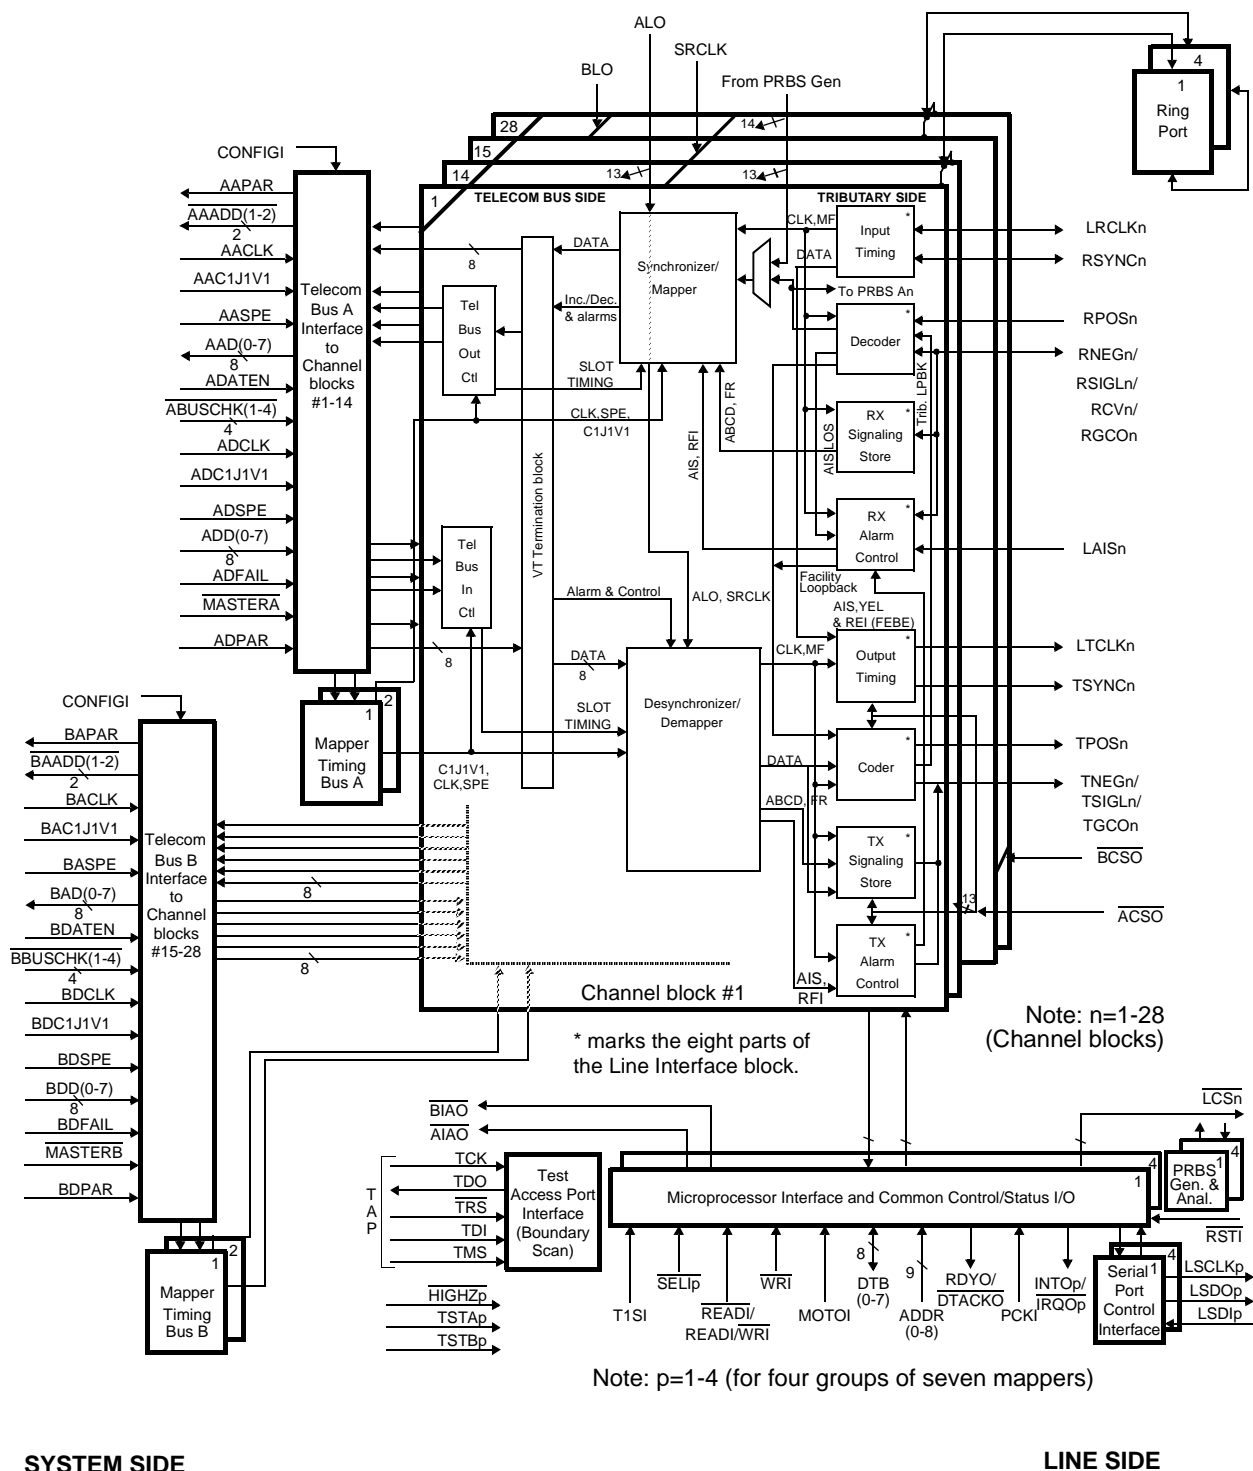 ALO
SRCLK
BLO
From PRBS Gen
4
1
Ring
Port
28
14
15
14
13
13
1
TELECOM BUS SIDE
TRIBUTARY SIDE
CONFIGI
AAPAR
AAADD(1-2)
2
AACLK
AAC1J1V1
AASPE
AAD(0-7)
8
ADATEN
ABUSCHK(1-4)
4
ADCLK
ADC1J1V1
ADSPE
ADD(0-7)
8
ADFAIL
MASTERA
ADPAR
Telecom
Bus A
Interface
to
Channel
blocks
#1-14
8
Tel
Bus
Out
Ctl
Tel
Bus
In
Ctl
8
VT Termination block
DATA
Inc./Dec.
& alarms
SLOT
TIMING
CLK,SPE,
C1J1V1
Synchronizer/
Mapper
CLK,MF
DATA
To PRBS An
AIS, RFI
ABCD, FR
AIS LOS
Trib. LPBK
Input
Timing
*
Decoder
*
RX
Signaling
Store
*
RX
Alarm
Control
*
Facility
Loopback
AIS,YEL
& REI (FEBE)
Alarm & Control
ALO, SRCLK
DATA
8
SLOT
TIMING
C1J1V1,
CLK,SPE
Desynchronizer/
Demapper
CLK,MF
DATA
ABCD, FR
AIS,
RFI
Output
Timing
*
Coder
*
TX
Signaling
Store
*
TX
Alarm
Control
*
LRCLKn
RSYNCn
RPOSn
RNEGn/
RSIGLn/
RCVn/
RGCOn
LAISn
LTCLKn
TSYNCn
TPOSn
TNEGn/
TSIGLn/
TGCOn
BCSO
13
ACSO
2
1
Mapper
Timing
Bus A
CONFIGI
BAPAR
BAADD(1-2)
2
BACLK
BAC1J1V1
BASPE
BAD(0-7)
8
BDATEN
BBUSCHK(1-4)
4
BDCLK
BDC1J1V1
BDSPE
BDD(0-7)
8
BDFAIL
MASTERB
BDPAR
Telecom
Bus B
Interface
to
Channel
blocks
#15-28
8
8
2
1
Mapper
Timing
Bus B
Channel block #1
* marks the eight parts of
the Line Interface block.
Note: n=1-28
(Channel blocks)
BIAO
AIAO
LCSn
TAP
TCK
TDO
TRS
TDI
TMS
Test
Access Port
Interface
(Boundary
Scan)
HIGHZp
TSTAp
TSTBp
4
1
Microprocessor Interface and Common Control/Status I/O
4
1
PRBS
Gen. &
Anal.
RSTI
4
1
Serial
Port
Control
Interface
LSCLKp
LSDOp
LSDIp
T1SI
SELIp
READI/
READI/WRI
WRI
MOTOI
8
DTB
(0-7)
9
ADDR
(0-8)
RDYO/
DTACKO
PCKI
INTOp/
IRQOp
Note: p=1-4 (for four groups of seven mappers)
SYSTEM SIDE
LINE SIDE